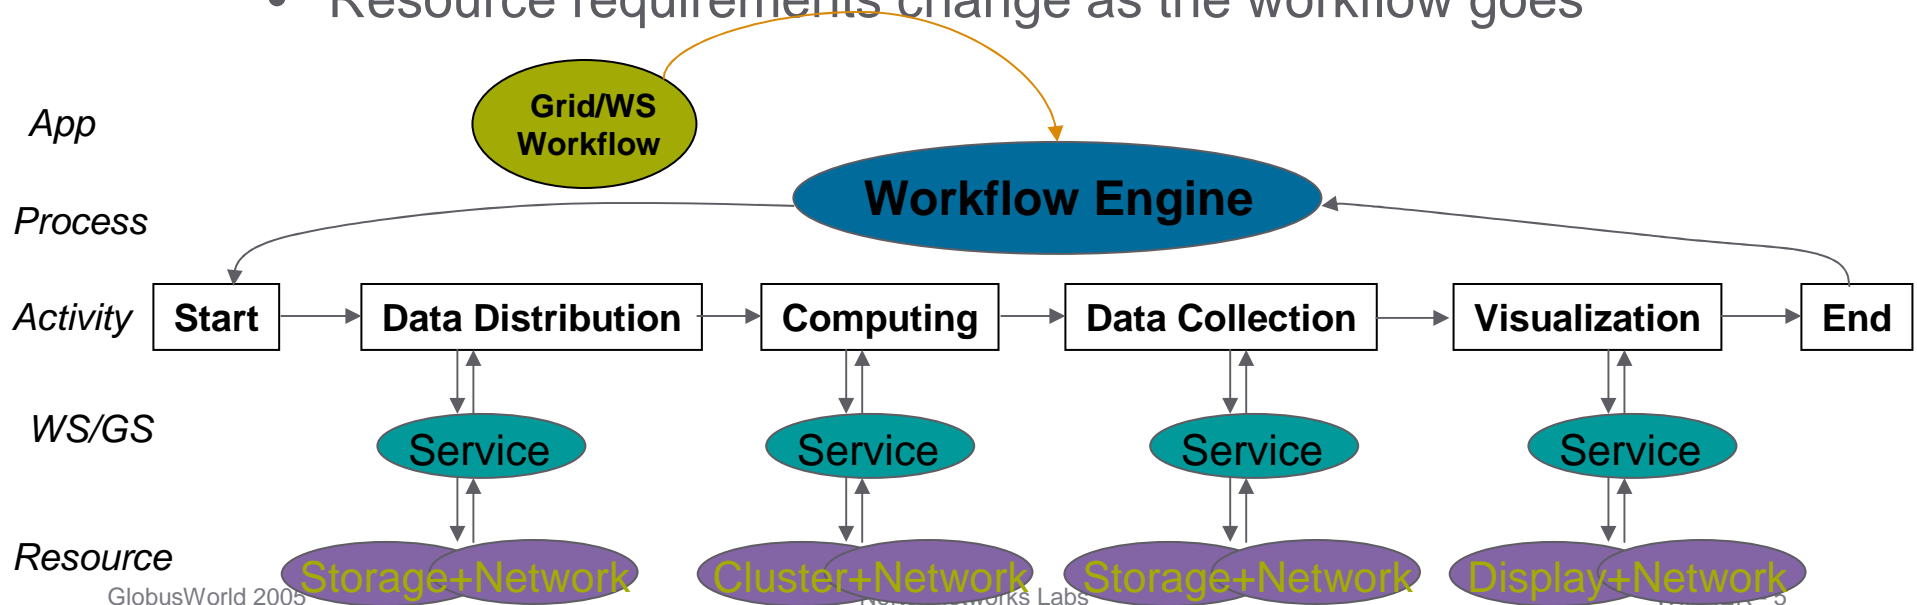 • Resource requirements change as the workflow goes
App
Grid/WS
Workflow
Process
Workflow Engine
Activity
Start
Data Distribution
Computing
Data Collection
Visualization
End
WS/GS
Service
Service
Service
Service
Resource
Storage+Network
Cluster+Network
Storage+Network
Display+Network
GlobusWorld 2005
Labs
5